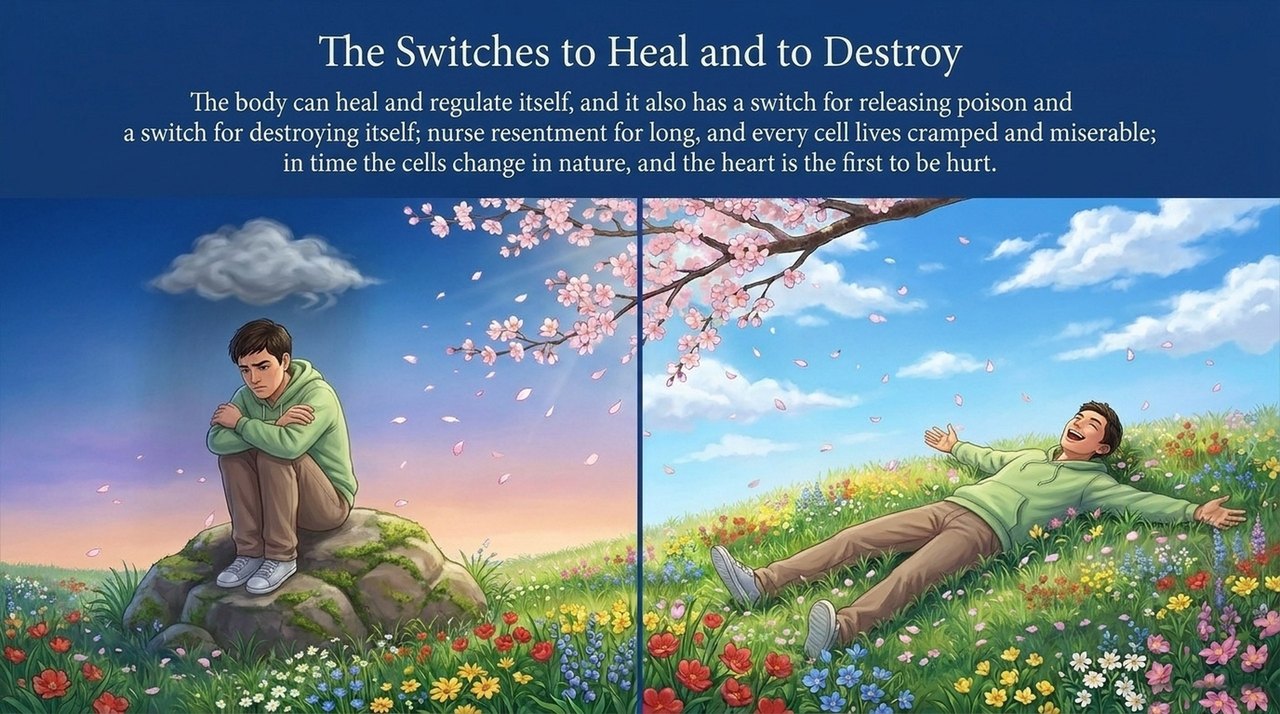 The Switches to Heal and to Destroy
The body can heal and regulate itself, and it also has a switch for releasing poison and
a switch for destroying itself; nurse resentment for long, and every cell lives cramped and miserable;
in time the cells change in nature, and the heart is the first to be hurt.